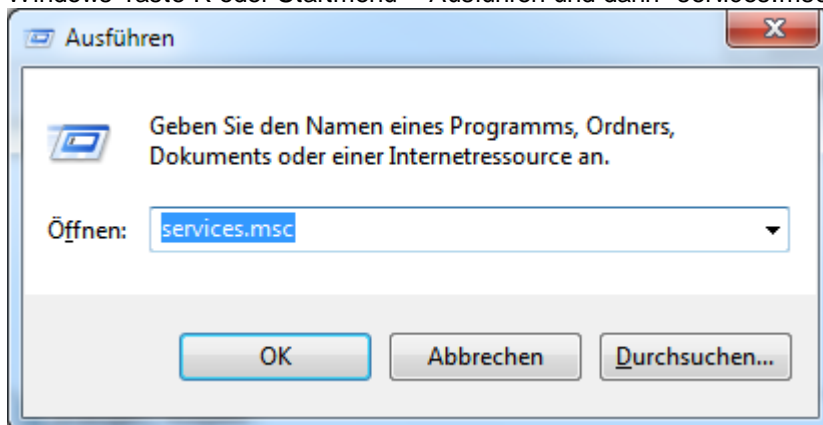 Ausführen
Geben Sie den Namen eines Programms, Ordners,
Dokuments oder einer Internetressource an.
Öffnen: services.msc
OK Abbrechen Durchsuchen...